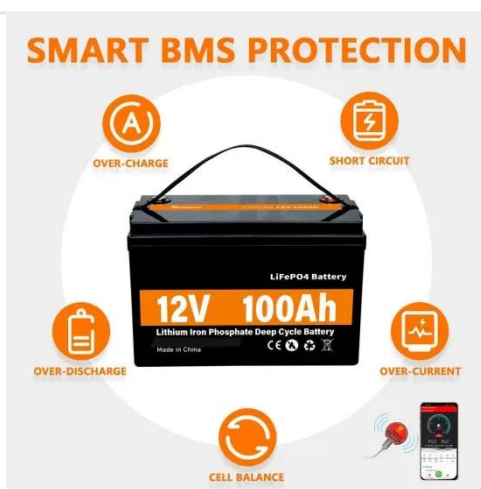 SMART BMS PROTECTION
OVER-CHARGE
SHORT CIRCUIT
LiFePO4 Battery
12V 100Ah
Lithium Iron Phosphate Deep Cycle Battery
Made in China
CE
OVER-DISCHARGE
OVER-CURRENT
CELL BALANCE